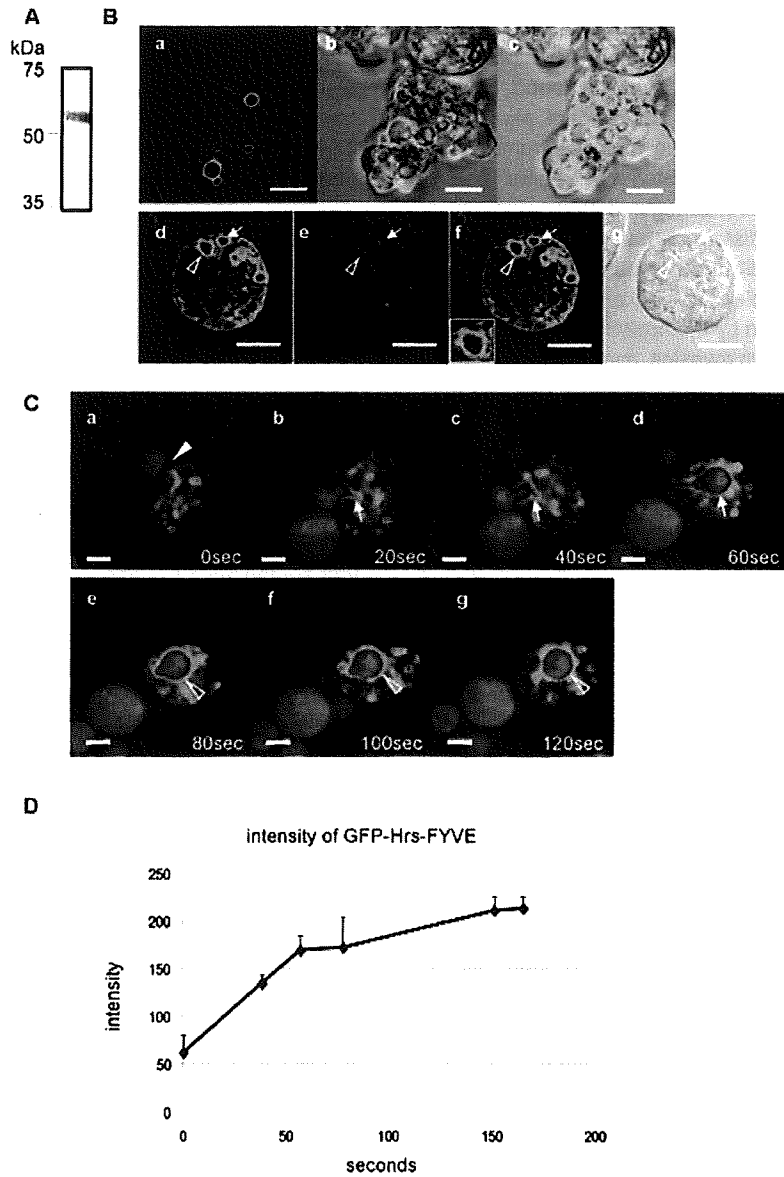 A
B
kDa
75
50
35
a
b
c
d
e
f
g
C
a
b
c
d
0sec
20sec
40sec
60sec
e
f
g
80sec
100sec
120sec
D
intensity of GFP-Hrs-FYVE
250
200
150
100
50
0
intensity
0
50
100
150
200
seconds